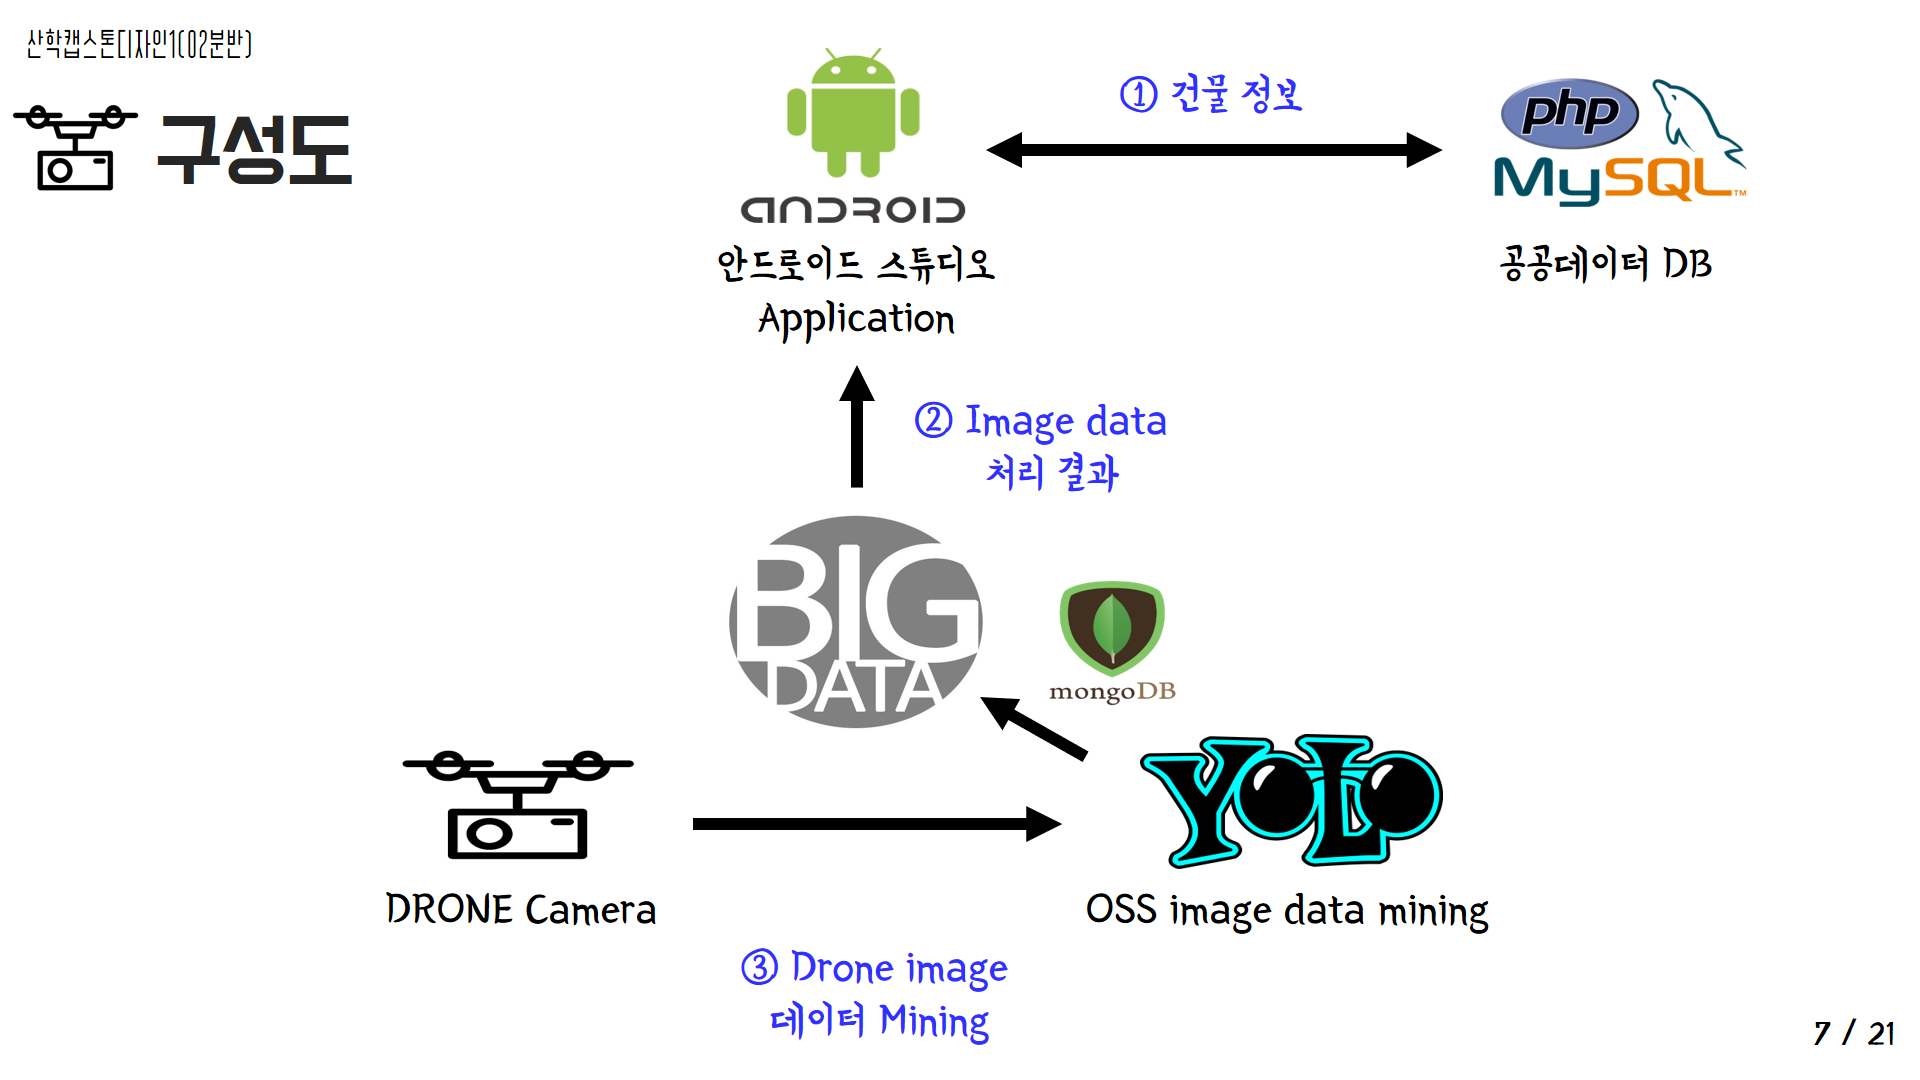 산학캡스톤디자인1(02분반)
구성도
ANDROID
안드로이드 스튜디오
Application
① 건물 정보
php
MySQL™
공공데이터 DB
② Image data
처리 결과
BIG
DATA
mongoDB
YOLO
DRONE Camera
OSS image data mining
③ Drone image
데이터 Mining
7 / 21